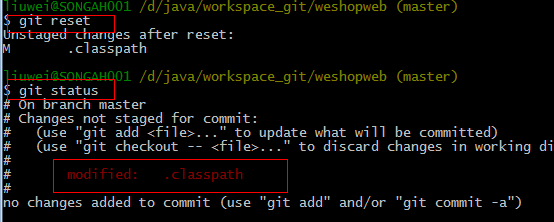 liuwei@SONGAH001 /d/java/workspace_git/weshopweb (master)
$ git reset
Unstaged changes after reset:
M       .classpath
liuwei@SONGAH001 /d/java/workspace_git/weshopweb (master)
$ git status
# On branch master
# Changes not staged for commit:
#   (use "git add <file>..." to update what will be committed)
#   (use "git checkout -- <file>..." to discard changes in working di
#
#       modified:   .classpath
#
no changes added to commit (use "git add" and/or "git commit -a")